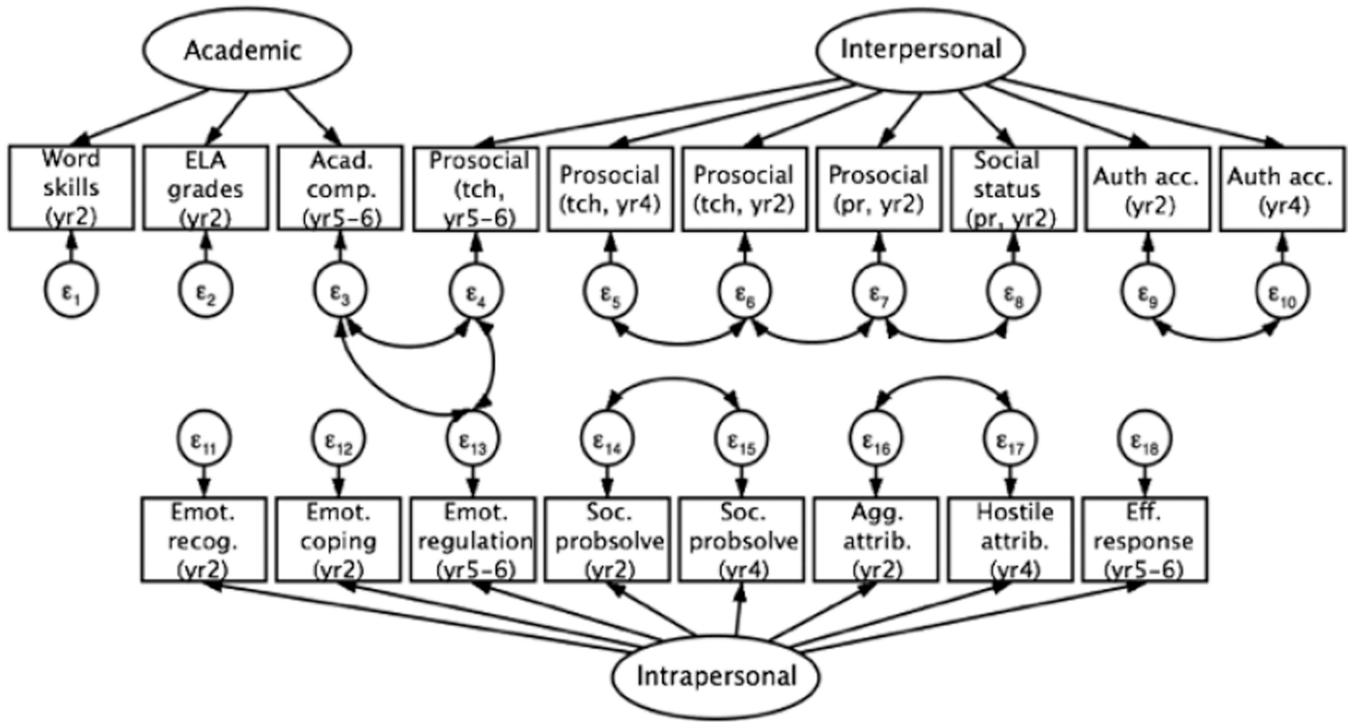 Academic
Interpersonal
Word
skills
(yr2)
ELA
grades
(yr2)
Acad.
comp.
(yr5-6)
Prosocial
(tch,
yr5-6)
Prosocial
(tch, yr4)
Prosocial
(tch, yr2)
Prosocial
(pr, yr2)
Social
status
(pr, yr2)
Auth acc.
(yr2)
Auth acc.
(yr4)
ε1
ε2
ε3
ε4
ε5
ε6
ε7
ε8
ε9
ε10
ε11
ε12
ε13
ε14
ε15
ε16
ε17
ε18
Emot.
recog.
(yr2)
Emot.
coping
(yr2)
Emot.
regulation
(yr5-6)
Soc.
probsolve
(yr2)
Soc.
probsolve
(yr4)
Agg.
attrib.
(yr2)
Hostile
attrib.
(yr4)
Eff.
response
(yr5-6)
Intrapersonal